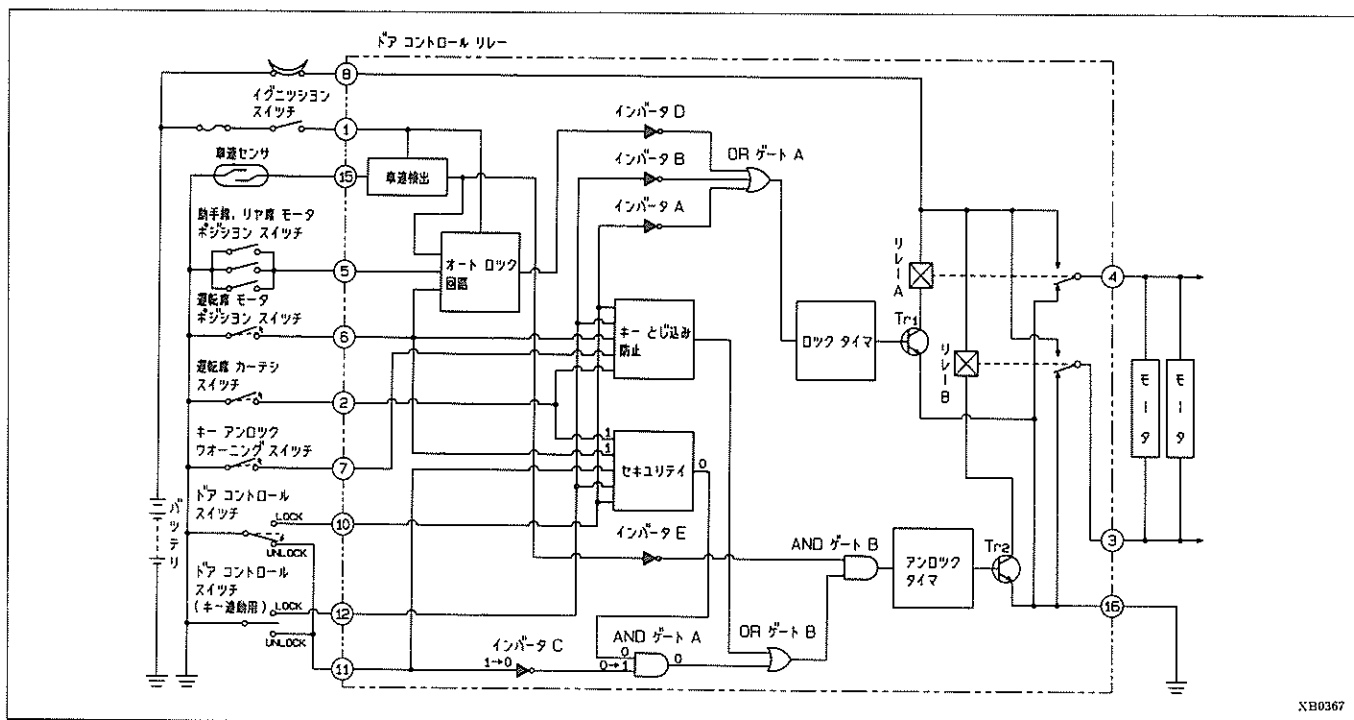 ドア コントロール リレー
8
イグニッション
スイッチ
1
車速センサ
15
車速検出
助手席，リヤ席 モータ
ポジション スイッチ
5
オート ロック
回路
運転席 モータ
ポジション スイッチ
6
運転席 カーテシ
スイッチ
2
キー アンロック
ウオーニング スイッチ
7
ドア コントロール
スイッチ
LOCK
UNLOCK
10
バッテリ
ドア コントロール
スイッチ
(キー連動用)
LOCK
UNLOCK
12
11
インバータ D
インバータ B
インバータ A
OR ゲート A
キー とじ込み
防止
1
1
セキュリテイ
0
インバータ E
インバータ C
1→0
AND ゲート A
0
0→1
0
OR ゲート B
AND ゲート B
ロック タイマ
アンロック
タイマ
リレーA
Tr1
リレーB
Tr2
4
モータ
モータ
3
16
XB0367